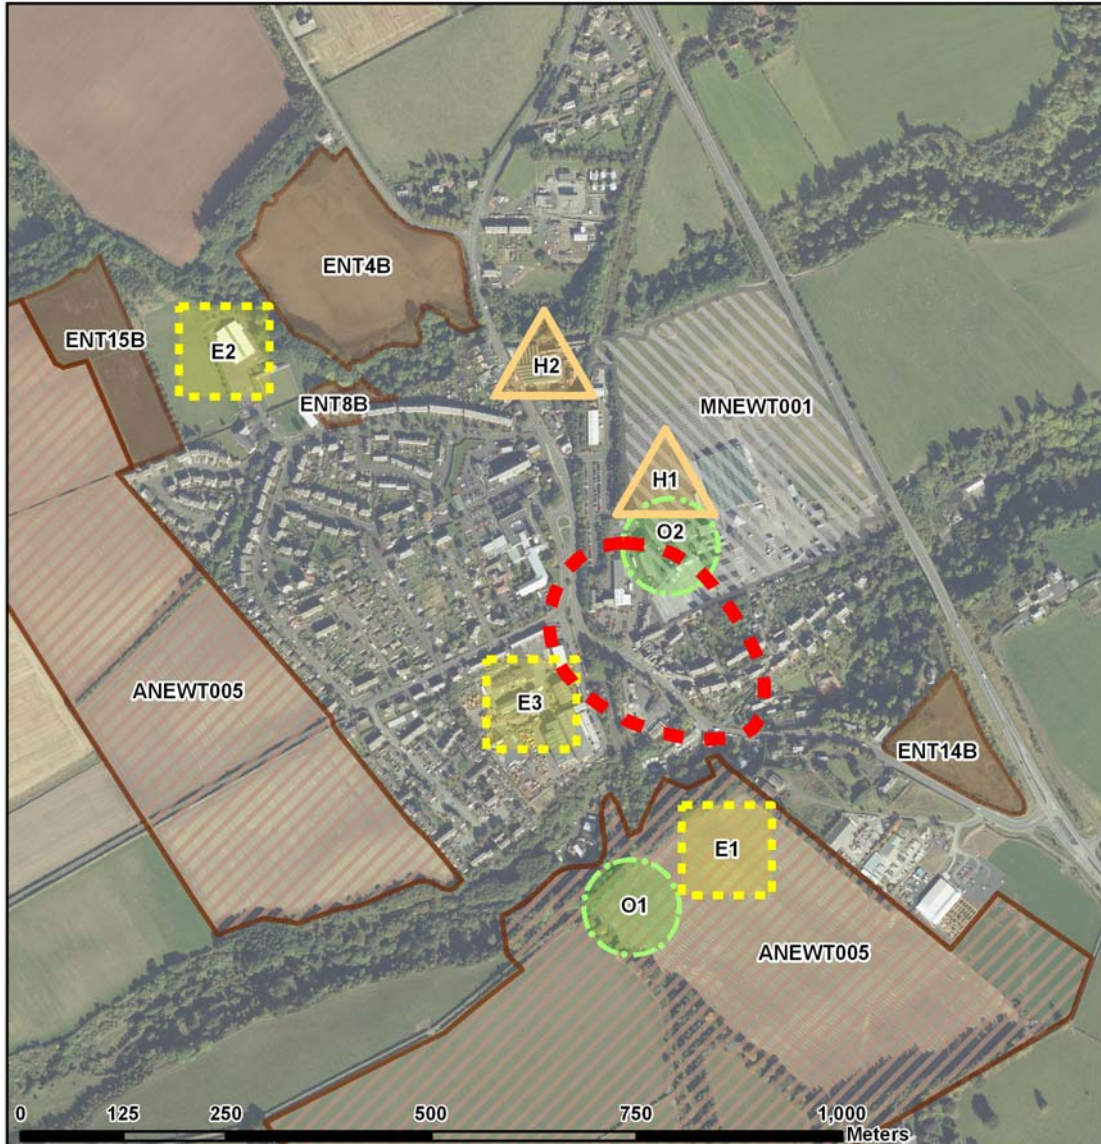 ENT4B
ENT15B
E2
H2
ENT8B
MNEWT001
H1
O2
ANEWT005
E3
ENT14B
E1
O1
ANEWT005
0 125 250 500 750 1,000
Meters